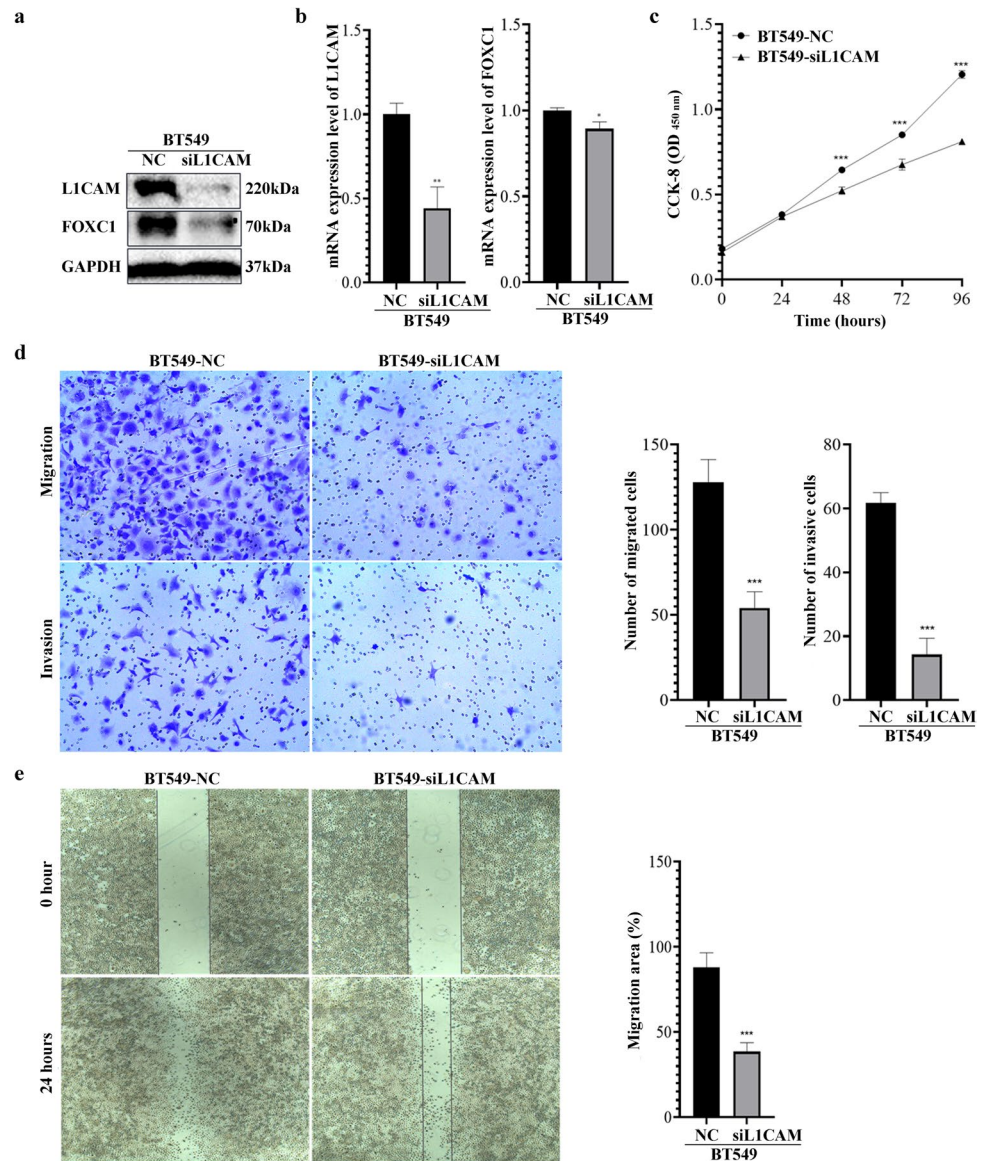 a
BT549
NC siL1CAM
L1CAM 220kDa
FOXC1 70kDa
GAPDH 37kDa
b
mRNA expression level of L1CAM
1.5
1.0
0.5
0.0
**
NC siL1CAM
BT549
mRNA expression level of FOXC1
1.5
1.0
0.5
0.0
*
NC siL1CAM
BT549
c
BT549-NC
BT549-siL1CAM
CCK-8 (OD 450 nm)
1.5
1.0
0.5
0.0
***
***
***
0 24 48 72 96
Time (hours)
d
BT549-NC BT549-siL1CAM
Migration
Invasion
Number of migrated cells
150
100
50
0
***
NC siL1CAM
BT549
Number of invasive cells
80
60
40
20
0
***
NC siL1CAM
BT549
e
BT549-NC BT549-siL1CAM
0 hour
24 hours
Migration area (%)
150
100
50
0
***
NC siL1CAM
BT549